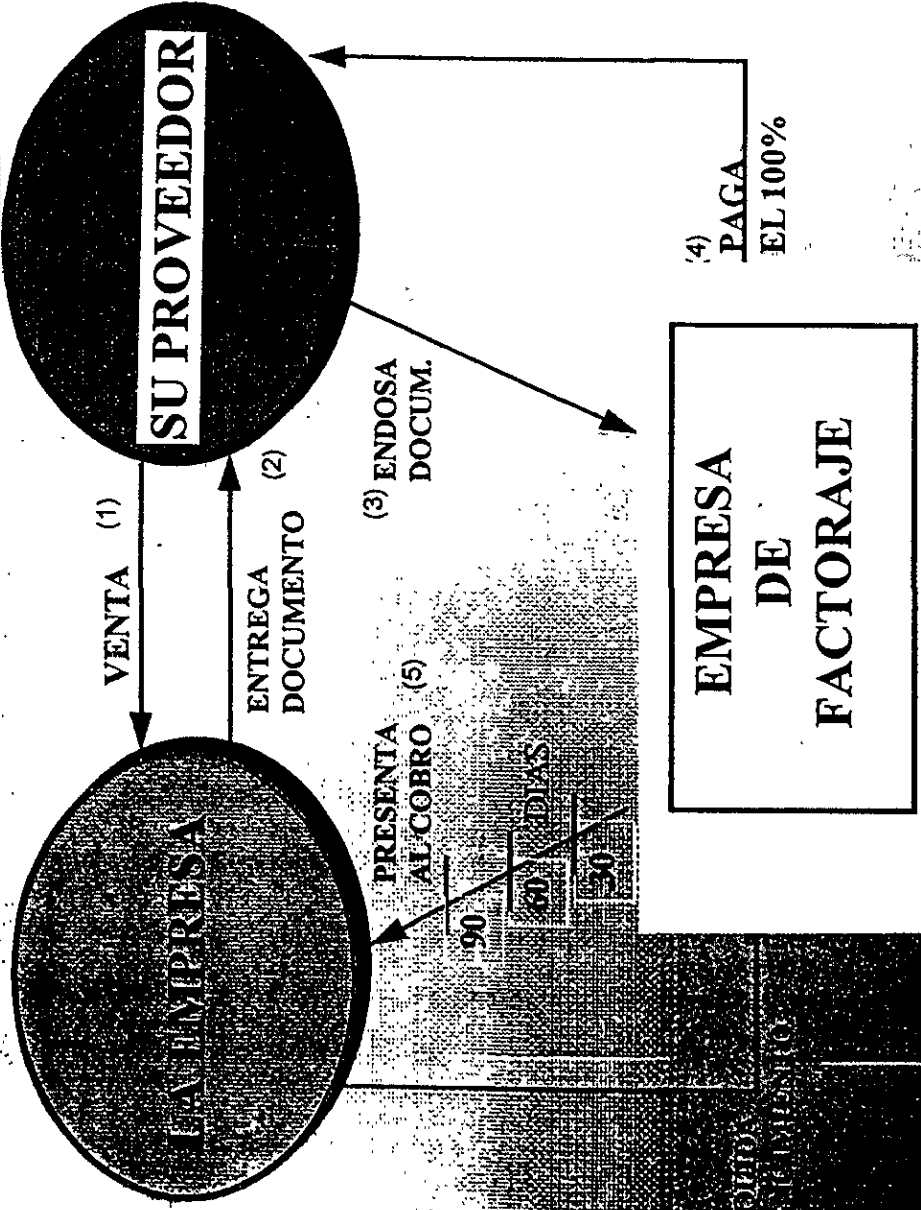 LA EMPRESA
SU PROVEEDOR
VENTA (1)
ENTREGA (2)
DOCUMENTO
(3) ENDOSA
DOCUM.
(4)
PAGA
EL 100%
PRESENTA
AL COBRO (5)
90
60 DIAS
30
EMPRESA
DE
FACTORAJE